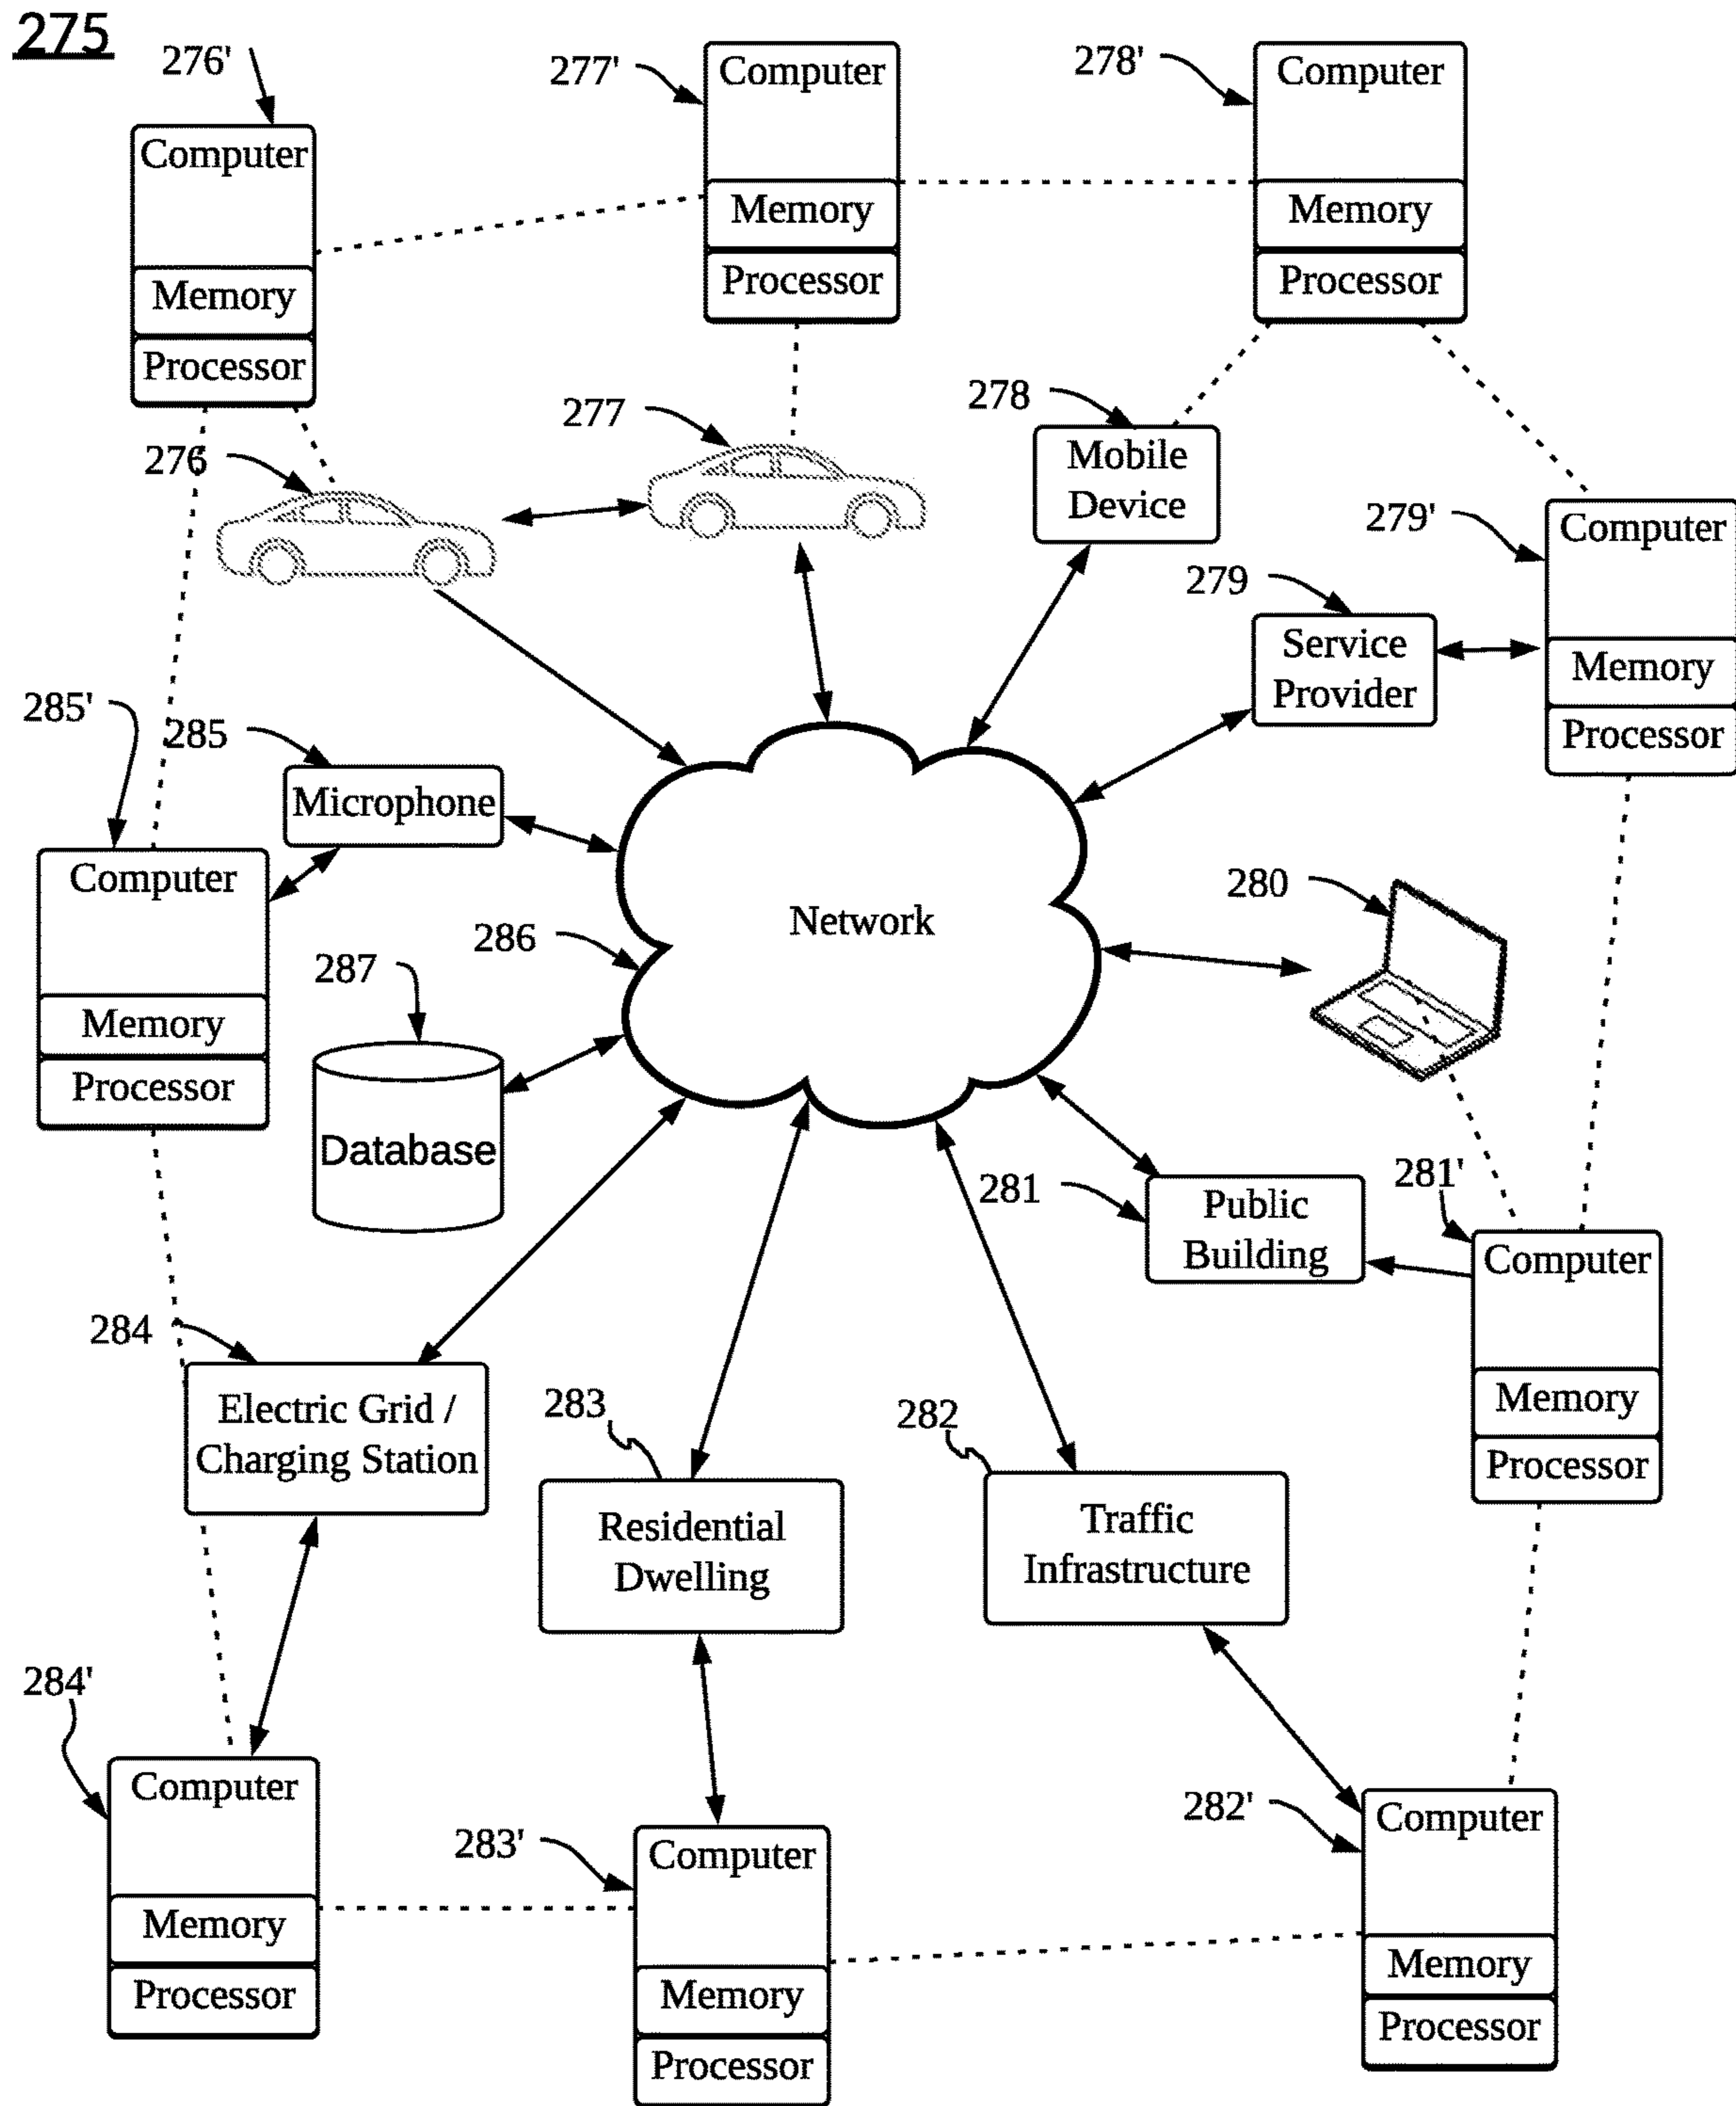 275
276'
277'
278'
Computer
Memory
Processor
Computer
Memory
Processor
Computer
Memory
Processor
276
277
278
Mobile
Device
279'
279
Service
Provider
Computer
Memory
Processor
285'
285
Microphone
Computer
Memory
Processor
Network
286
287
Database
280
281
Public
Building
281'
Computer
Memory
Processor
284
Electric Grid /
Charging Station
283
Residential
Dwelling
282
Traffic
Infrastructure
284'
Computer
Memory
Processor
283'
Computer
Memory
Processor
282'
Computer
Memory
Processor